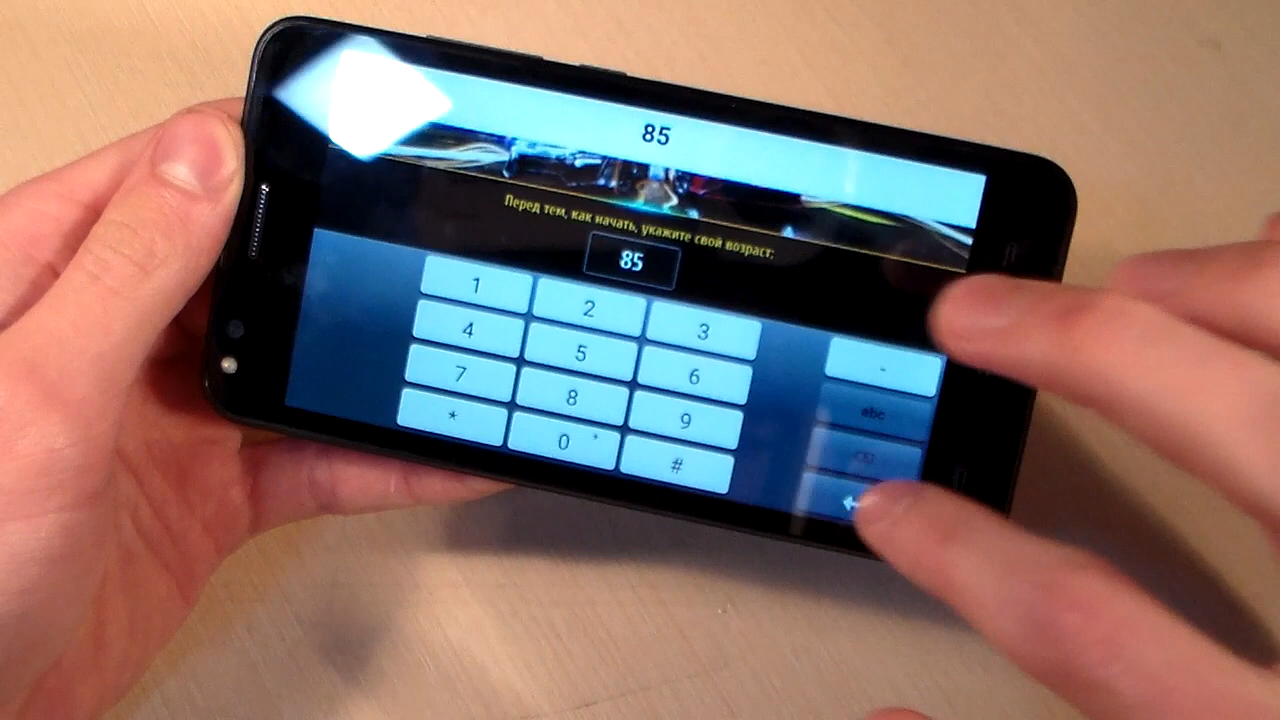 85
Перед тем, как начать, укажите свой возраст:
85
1 2 3 -
4 5 6 abc
7 8 9
* 0 + #